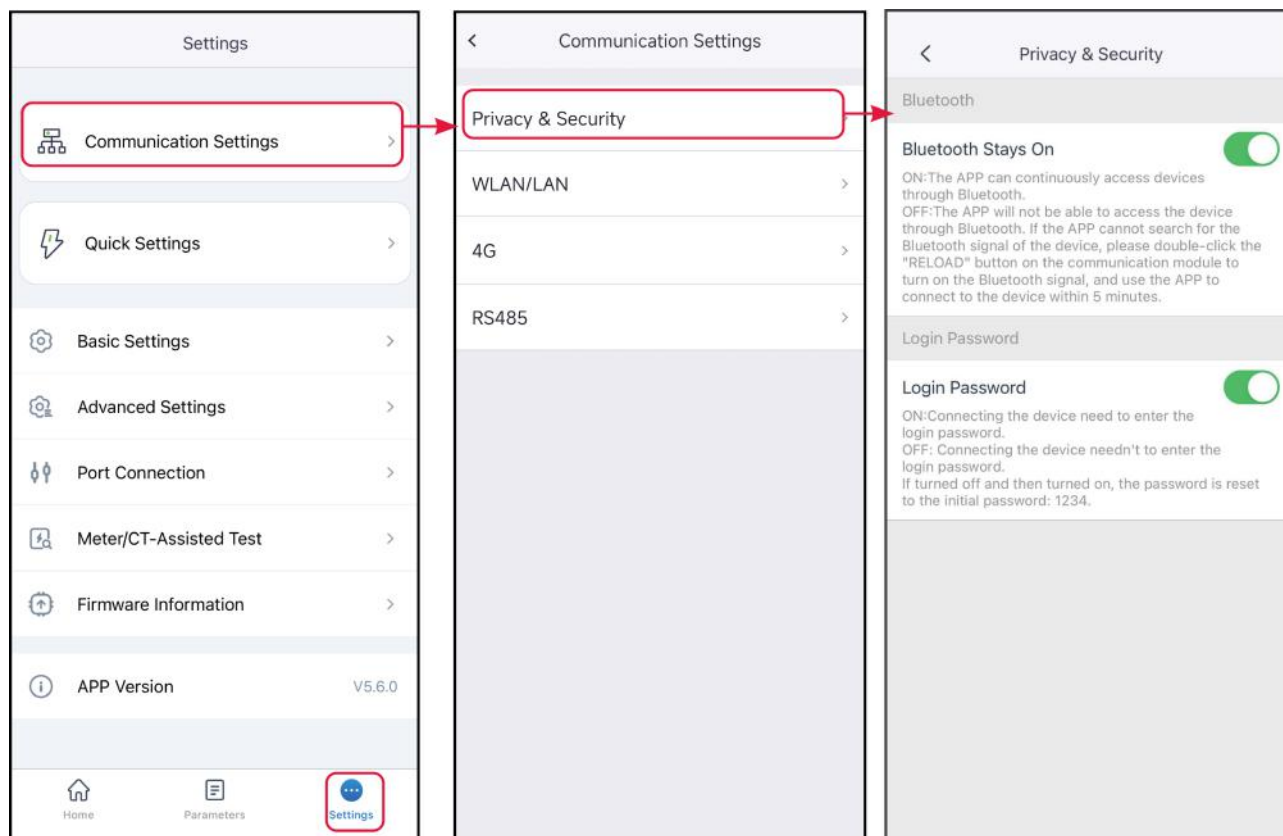 Settings
Communication Settings
Quick Settings
Basic Settings
Advanced Settings
Port Connection
Meter/CT-Assisted Test
Firmware Information
APP Version V5.6.0
Home Parameters Settings
Communication Settings
Privacy & Security
WLAN/LAN
4G
RS485
Privacy & Security
Bluetooth
Bluetooth Stays On
ON:The APP can continuously access devices
through Bluetooth.
OFF:The APP will not be able to access the device
through Bluetooth. If the APP cannot search for the
Bluetooth signal of the device, please double-click the
"RELOAD" button on the communication module to
turn on the Bluetooth signal, and use the APP to
connect to the device within 5 minutes.
Login Password
Login Password
ON:Connecting the device need to enter the
login password.
OFF: Connecting the device needn't to enter the
login password.
If turned off and then turned on, the password is reset
to the initial password: 1234.